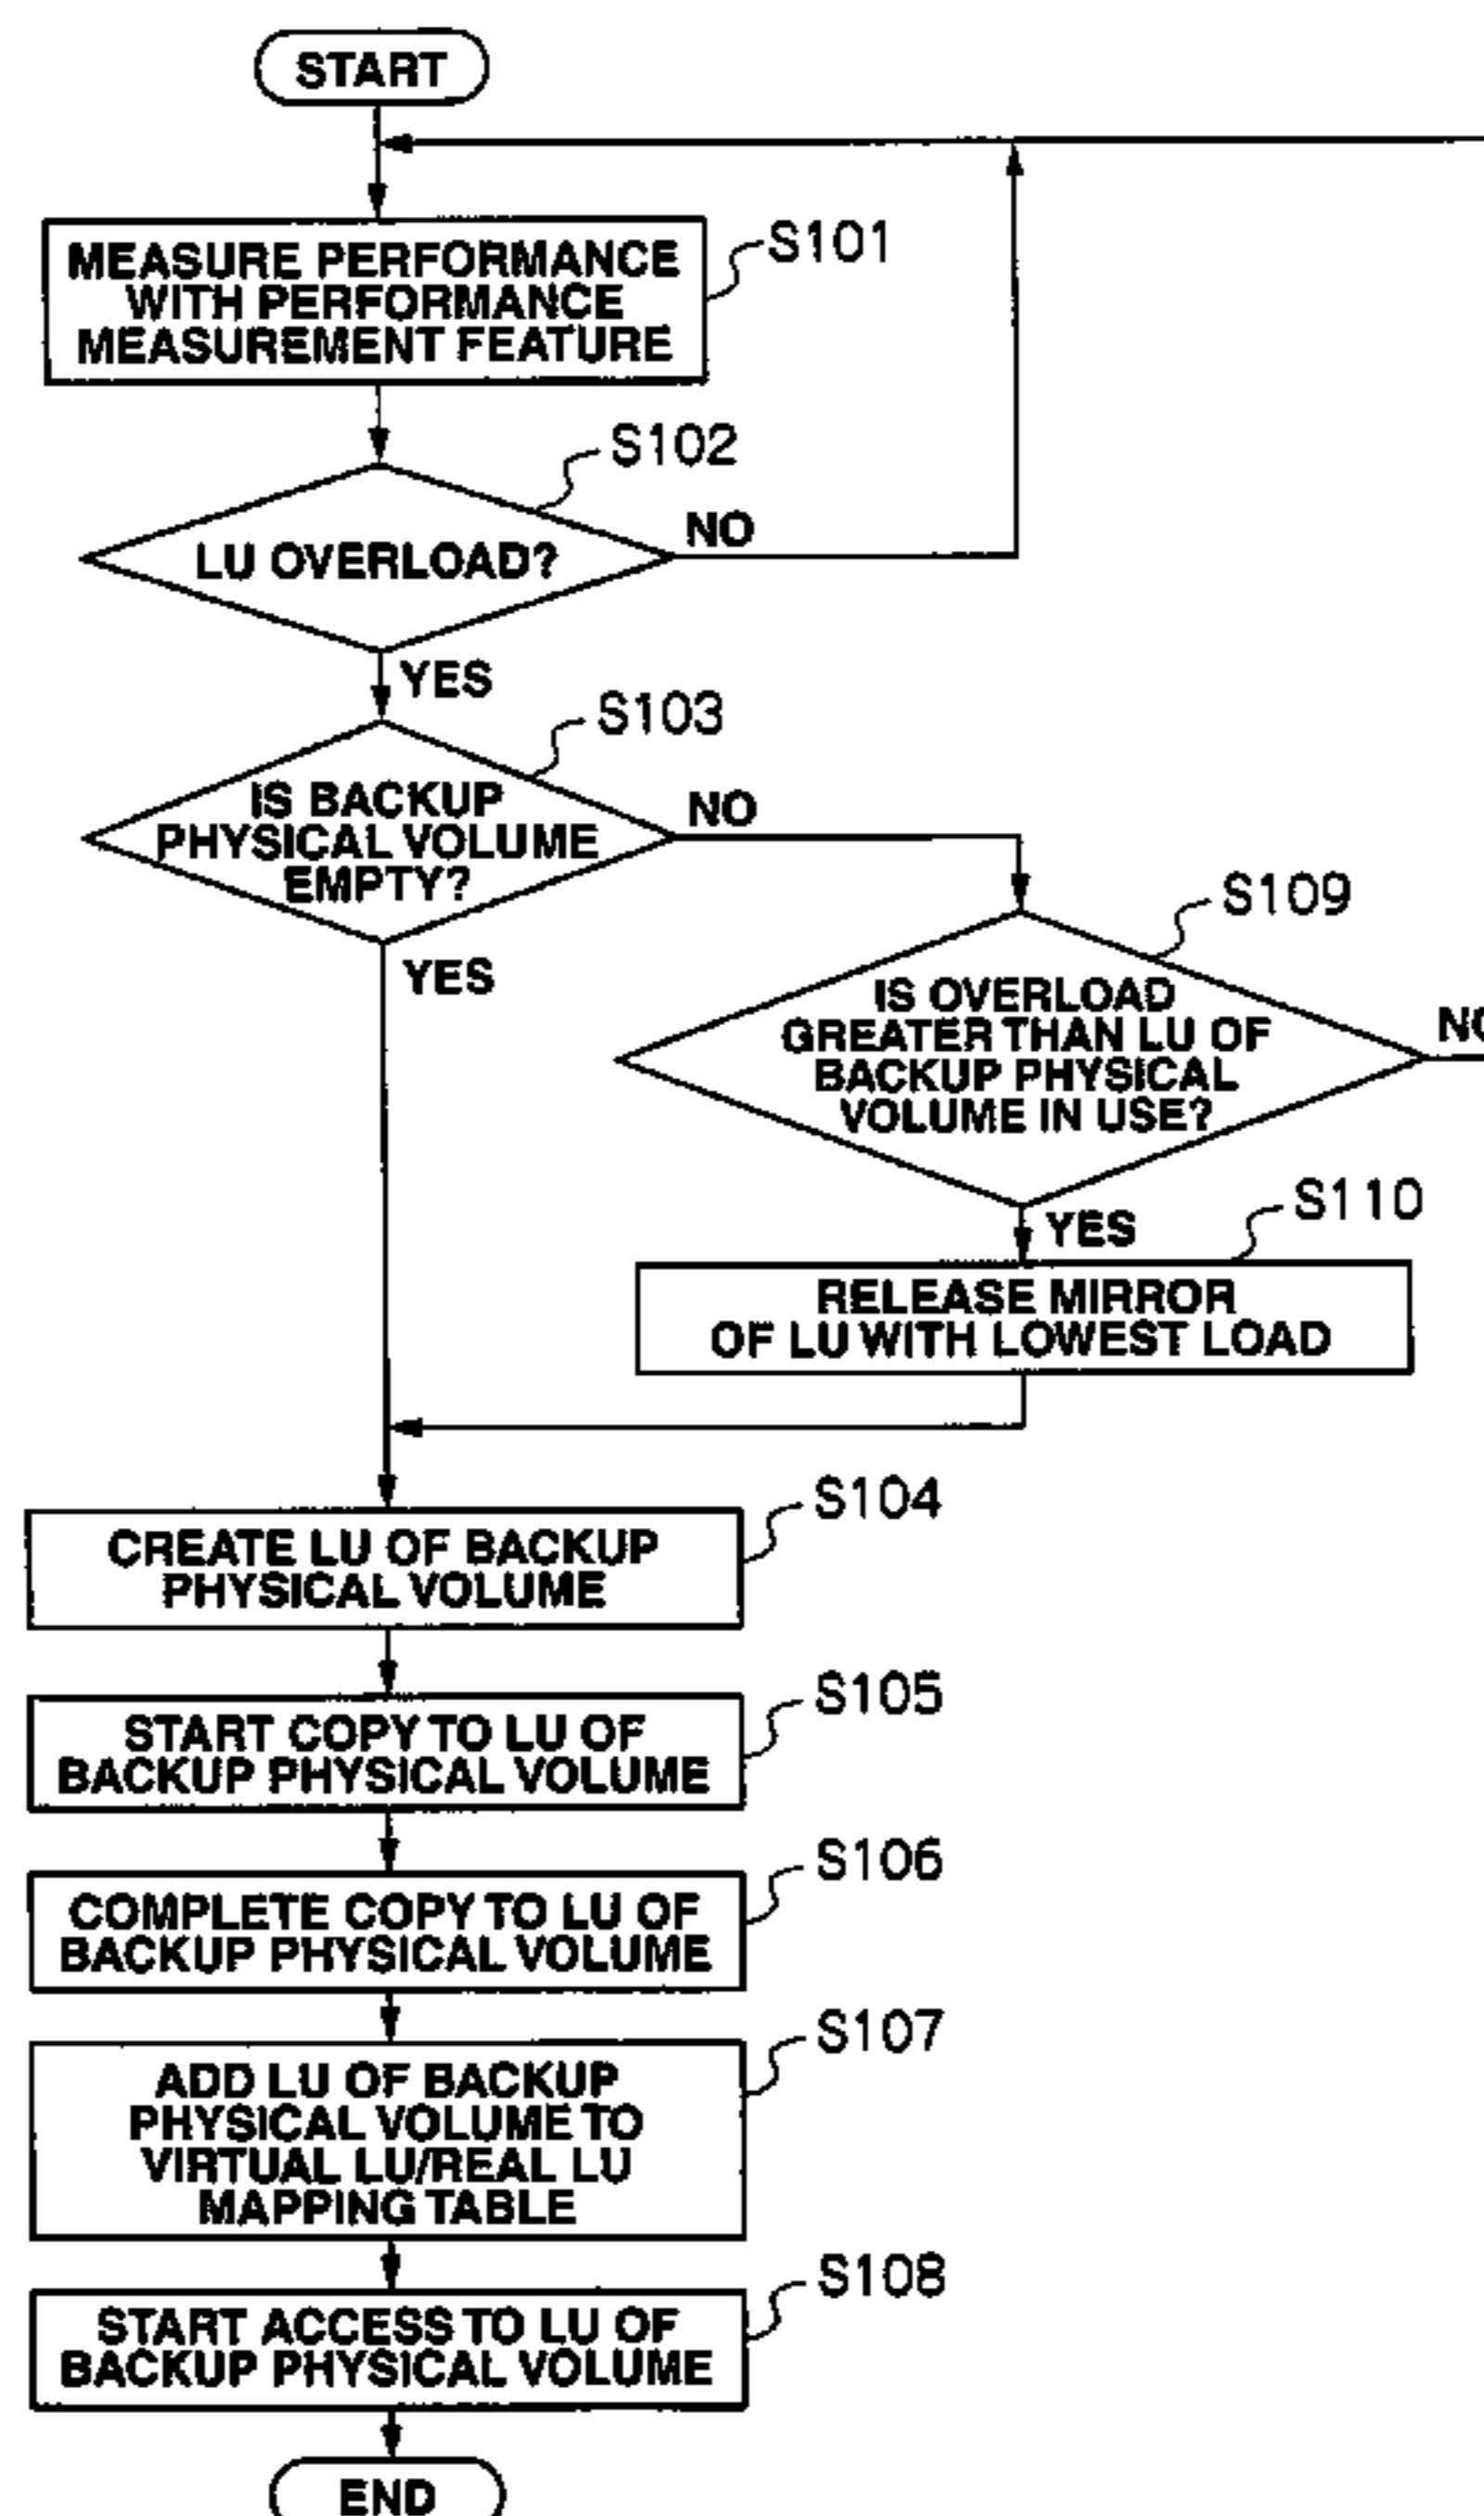 START
MEASURE PERFORMANCE
WITH PERFORMANCE
MEASUREMENT FEATURE
S101
S102
LU OVERLOAD?
NO
YES
S103
IS BACKUP
PHYSICAL VOLUME
EMPTY?
NO
YES
S109
IS OVERLOAD
GREATER THAN LU OF
BACKUP PHYSICAL
VOLUME IN USE?
NO
YES
S110
RELEASE MIRROR
OF LU WITH LOWEST LOAD
S104
CREATE LU OF BACKUP
PHYSICAL VOLUME
S105
START COPY TO LU OF
BACKUP PHYSICAL VOLUME
S106
COMPLETE COPY TO LU OF
BACKUP PHYSICAL VOLUME
S107
ADD LU OF BACKUP
PHYSICAL VOLUME TO
VIRTUAL LU/REAL LU
MAPPING TABLE
S108
START ACCESS TO LU OF
BACKUP PHYSICAL VOLUME
END